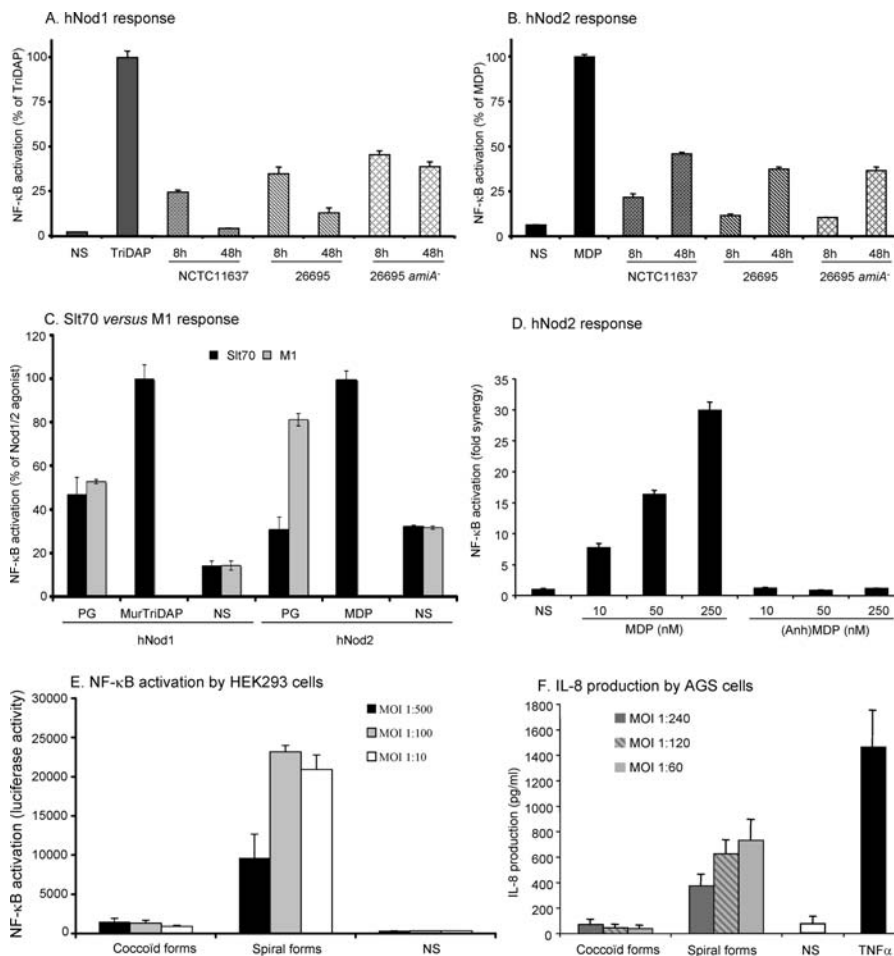 A. hNod1 response
NF-κB activation (% of TriDAP)
100
75
50
25
0
NS TriDAP 8h 48h 8h 48h 8h 48h
NCTC11637 26695 26695 amiA-
B. hNod2 response
NF-κB activation (% of MDP)
100
75
50
25
0
NS MDP 8h 48h 8h 48h 8h 48h
NCTC11637 26695 26695 amiA-
C. Slt70 versus M1 response
NF-κB activation (% of Nod1/2 agonist)
120
100
80
60
40
20
0
Slt70 M1
PG MurTriDAP NS PG MDP NS
hNod1 hNod2
D. hNod2 response
NF-κB activation (fold synergy)
35
30
25
20
15
10
5
0
NS 10 50 250 10 50 250
MDP (nM) (Anh)MDP (nM)
E. NF-κB activation by HEK293 cells
NF-κB activation (luciferase activity)
30000
25000
20000
15000
10000
5000
0
MOI 1:500
MOI 1:100
MOI 1:10
Coccoïd forms Spiral forms NS
F. IL-8 production by AGS cells
IL-8 production (pg/ml)
1800
1600
1400
1200
1000
800
600
400
200
0
MOI 1:240
MOI 1:120
MOI 1:60
Coccoïd forms Spiral forms NS TNFα